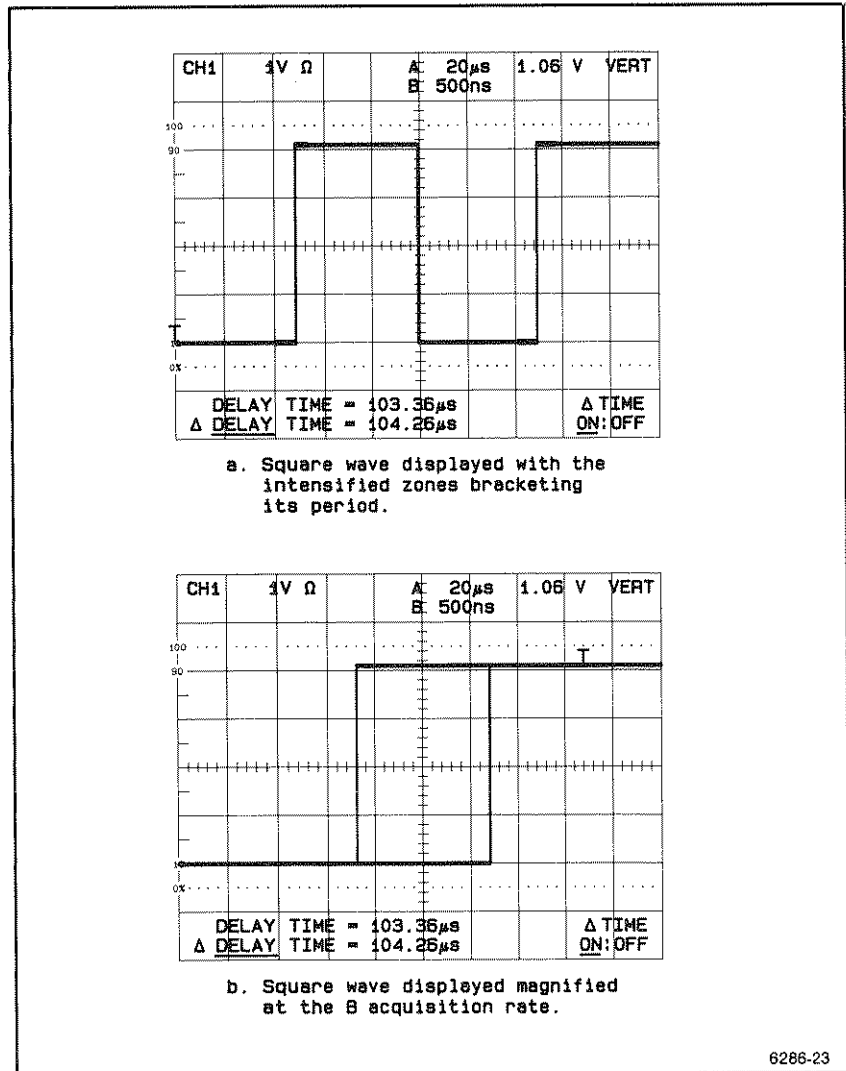 CH1 1V Ω A 20µs 1.06 V VERT
B 500ns
100
90
T
10
0%
DELAY TIME = 103.36µs Δ TIME
Δ DELAY TIME = 104.26µs ON:OFF
a. Square wave displayed with the
intensified zones bracketing
its period.
CH1 1V Ω A 20µs 1.06 V VERT
B 500ns
100
T
90
10
0%
DELAY TIME = 103.36µs Δ TIME
Δ DELAY TIME = 104.26µs ON:OFF
b. Square wave displayed magnified
at the B acquisition rate.
6286-23